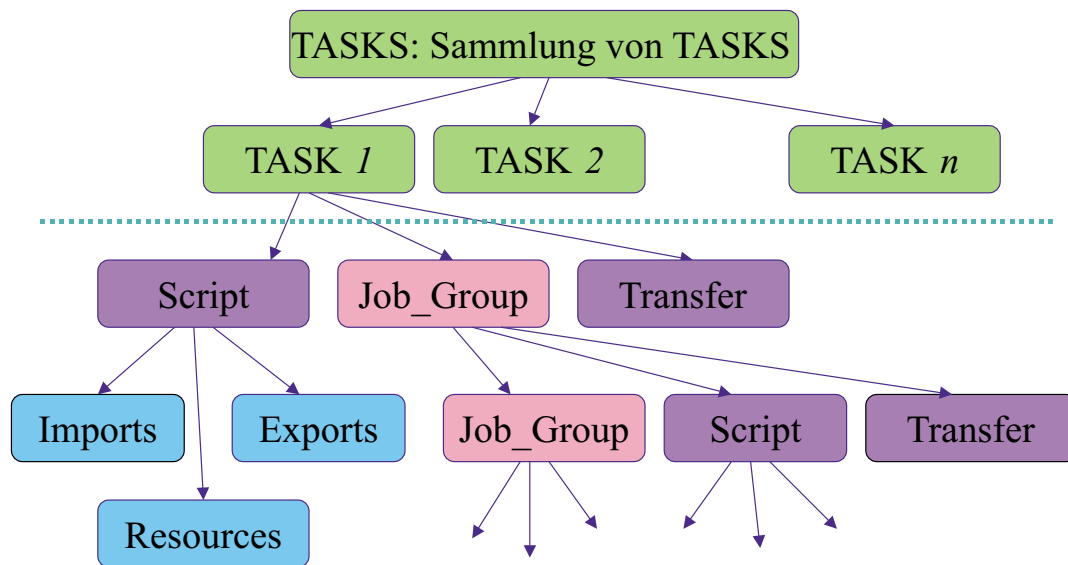 TASKS: Sammlung von TASKS
TASK 1
TASK 2
TASK n
Script
Job_Group
Transfer
Imports
Exports
Job_Group
Script
Transfer
Resources